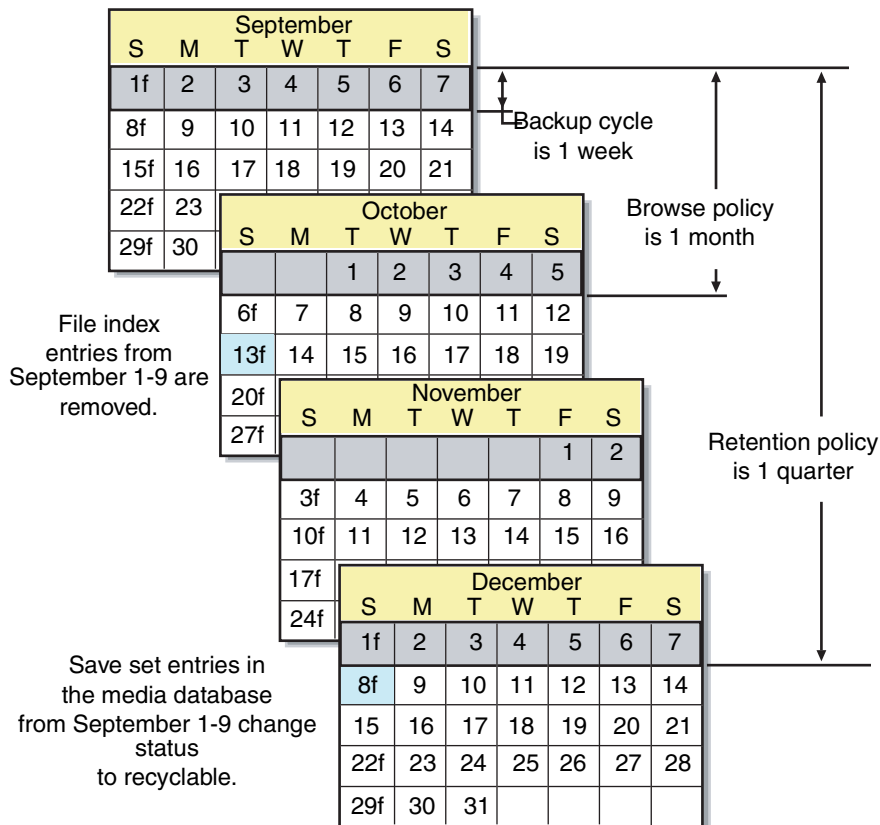 September
S M T W T F S
1f 2 3 4 5 6 7
8f 9 10 11 12 13 14
15f 16 17 18 19 20 21
22f 23
29f 30
Backup cycle
is 1 week
Browse policy
is 1 month
Retention policy
is 1 quarter
October
S M T W T F S
1 2 3 4 5
6f 7 8 9 10 11 12
13f 14 15 16 17 18 19
20f
27f
File index
entries from
September 1-9 are
removed.
November
S M T W T F S
1 2
3f 4 5 6 7 8 9
10f 11 12 13 14 15 16
17f
24f
December
S M T W T F S
1f 2 3 4 5 6 7
8f 9 10 11 12 13 14
15 16 17 18 19 20 21
22f 23 24 25 26 27 28
29f 30 31
Save set entries in
the media database
from September 1-9 change
status
to recyclable.